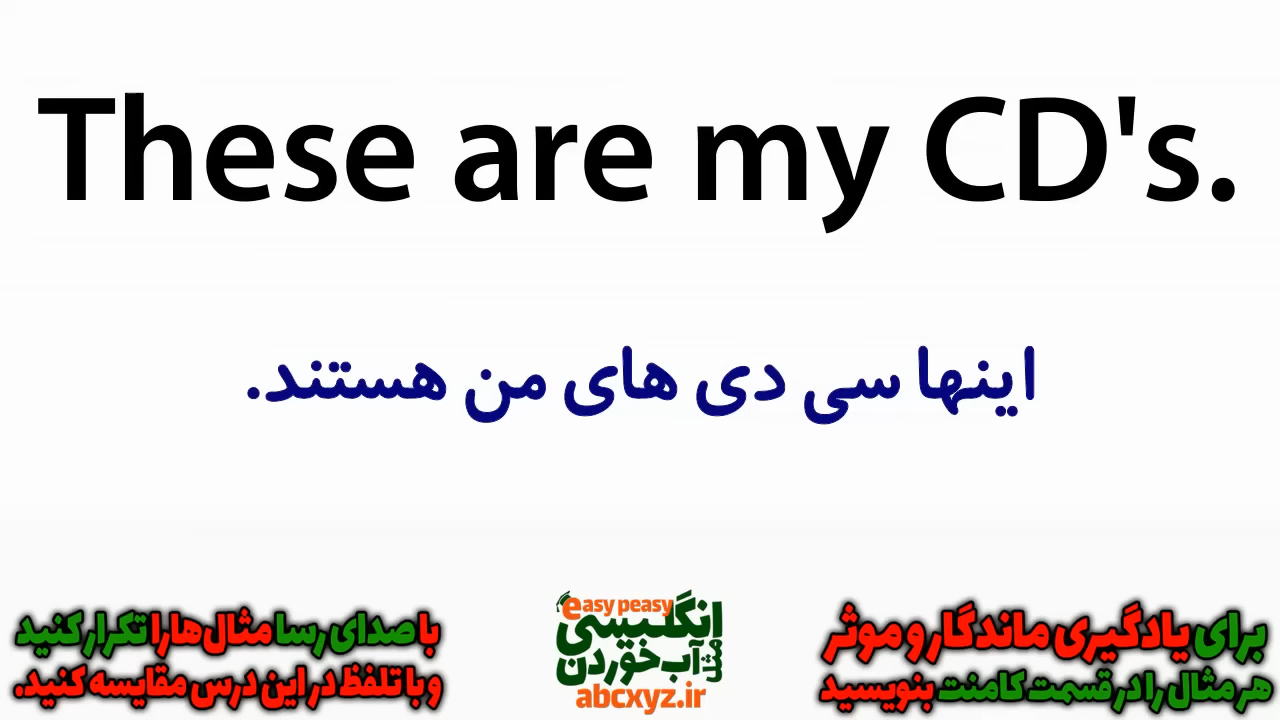 These are my CD's.
اینها سی دی های من هستند.
برای یادگیری ماندگار و موثر
هر مثال را در قسمت کامنت بنویسید
easy peasy
انگلیسی
مثل آب خوردن
abcxyz.ir
با صدای رسا مثال‌ها را تکرار کنید
و با تلفظ در این درس مقایسه کنید.